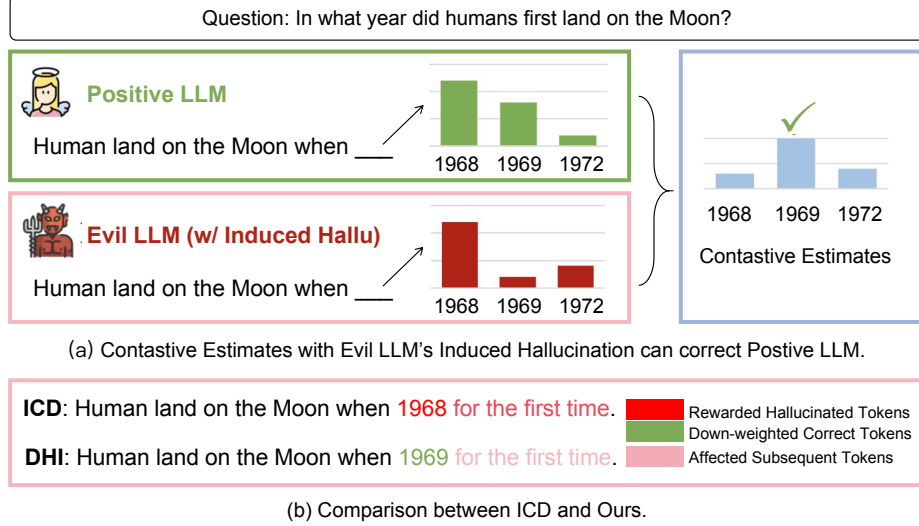 Question: In what year did humans first land on the Moon?
Positive LLM
Human land on the Moon when ___
1968 1969 1972
Evil LLM (w/ Induced Hallu)
Human land on the Moon when ___
1968 1969 1972
1968 1969 1972
Contastive Estimates
(a) Contastive Estimates with Evil LLM's Induced Hallucination can correct Postive LLM.
ICD: Human land on the Moon when 1968 for the first time.
DHI: Human land on the Moon when 1969 for the first time.
Rewarded Hallucinated Tokens
Down-weighted Correct Tokens
Affected Subsequent Tokens
(b) Comparison between ICD and Ours.